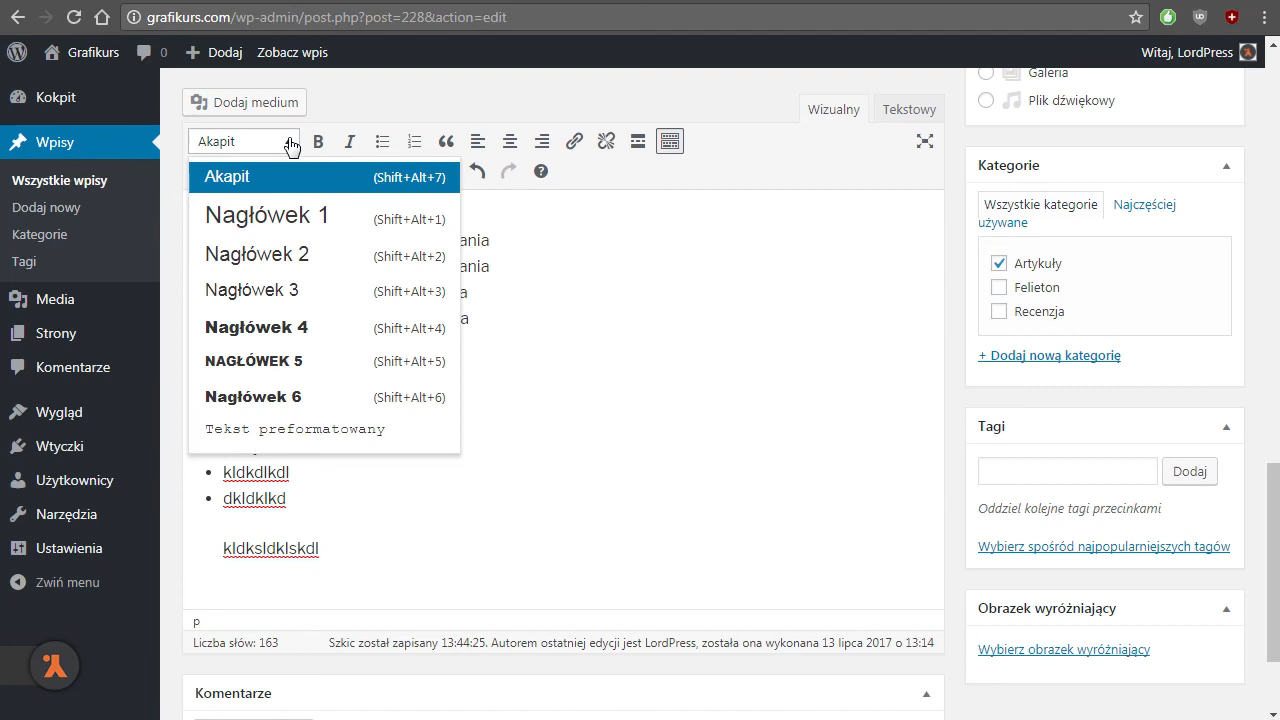 grafikurs.com/wp-admin/post.php?post=228&action=edit
Grafikurs 0 Dodaj Zobacz wpis Witaj, LordPress
Kokpit
Wpisy
Wszystkie wpisy
Dodaj nowy
Kategorie
Tagi
Media
Strony
Komentarze
Wygląd
Wtyczki
Użytkownicy
Narzędzia
Ustawienia
Zwiń menu
Dodaj medium
Wizualny Tekstowy
Akapit B I
Akapit (Shift+Alt+7)
Nagłówek 1 (Shift+Alt+1)
Nagłówek 2 (Shift+Alt+2)
Nagłówek 3 (Shift+Alt+3)
Nagłówek 4 (Shift+Alt+4)
NAGŁÓWEK 5 (Shift+Alt+5)
Nagłówek 6 (Shift+Alt+6)
Tekst preformatowany
ania
ania
a
a
kldkdlkdl
dkldklkd
kldksldklskdl
p
Liczba słów: 163 Szkic został zapisany 13:44:25. Autorem ostatniej edycji jest LordPress, została ona wykonana 13 lipca 2017 o 13:14
Komentarze
Galeria
Plik dźwiękowy
Kategorie
Wszystkie kategorie Najczęściej
używane
Artykuły
Felieton
Recenzja
+ Dodaj nową kategorię
Tagi
Dodaj
Oddziel kolejne tagi przecinkami
Wybierz spośród najpopularniejszych tagów
Obrazek wyróżniający
Wybierz obrazek wyróżniający